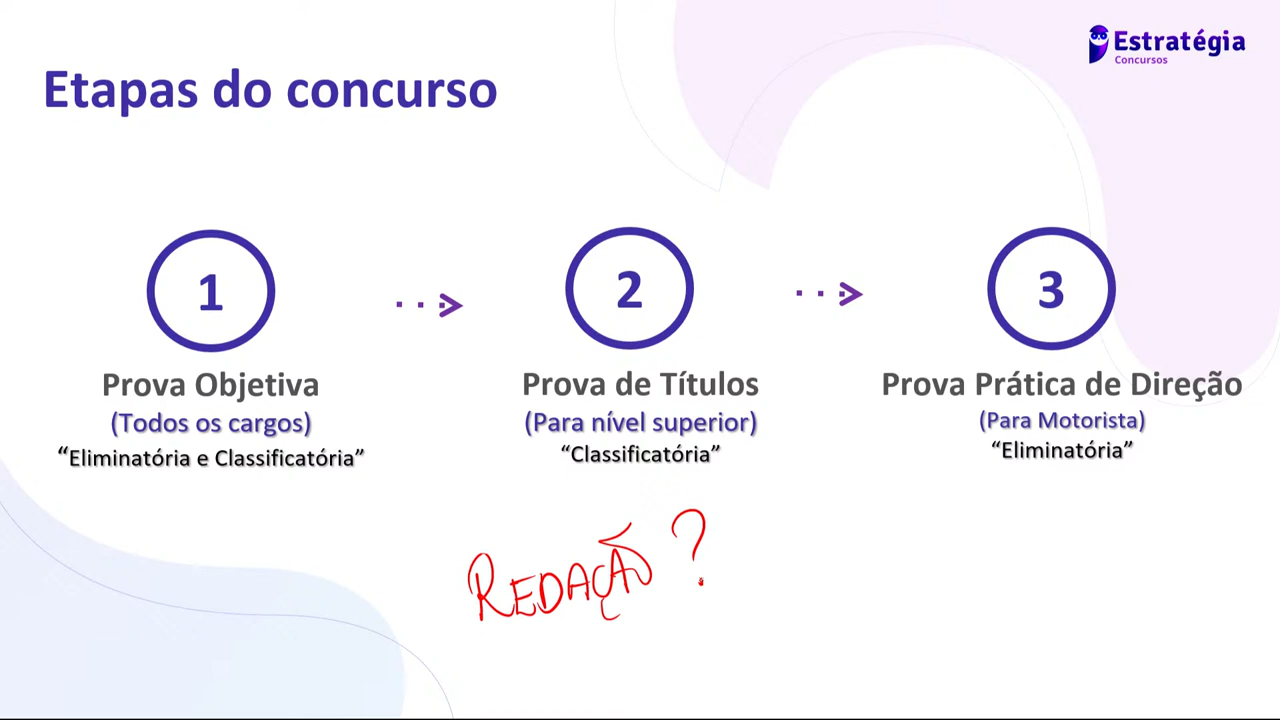 Estratégia
Concursos
Etapas do concurso
1
2
3
Prova Objetiva
(Todos os cargos)
“Eliminatória e Classificatória”
Prova de Títulos
(Para nível superior)
“Classificatória”
Prova Prática de Direção
(Para Motorista)
“Eliminatória”
REDAÇÃO ?